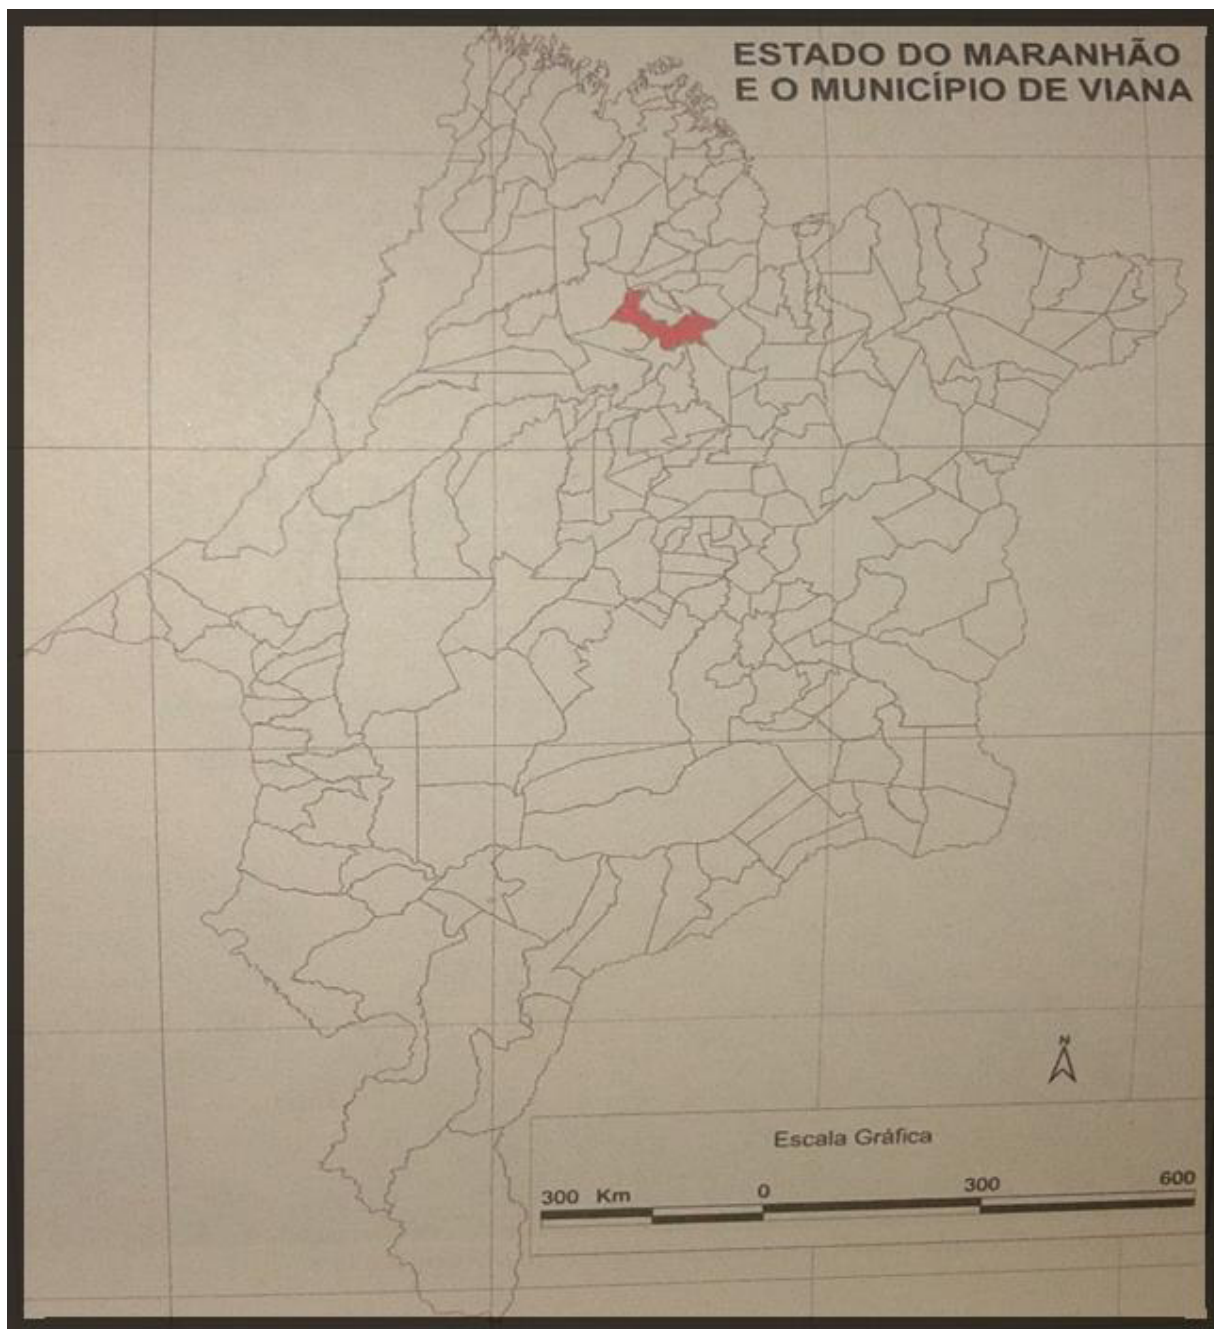 ESTADO DO MARANHÃO
E O MUNICÍPIO DE VIANA
N
Escala Gráfica
300 Km 0 300 600